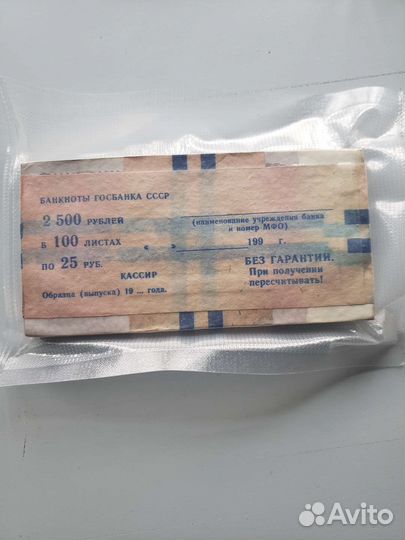 БАНКНОТЫ ГОСБАНКА СССР
2 500 РУБЛЕЙ
(наименование учреждения банка
и номер МФО)
В 100 ЛИСТАХ « » 199 г.
ПО 25 РУБ.
БЕЗ ГАРАНТИИ.
КАССИР
При получении
пересчитывать!
Образца (выпуска) 19 ... года.
Avito